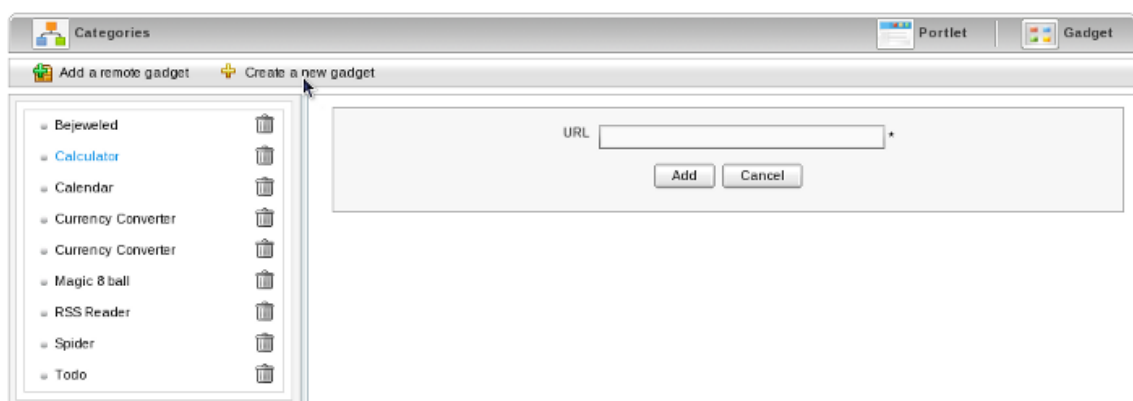 Categories Portlet Gadget
Add a remote gadget Create a new gadget
Bejeweled
URL *
Calculator
Add Cancel
Calendar
Currency Converter
Currency Converter
Magic 8 ball
RSS Reader
Spider
Todo